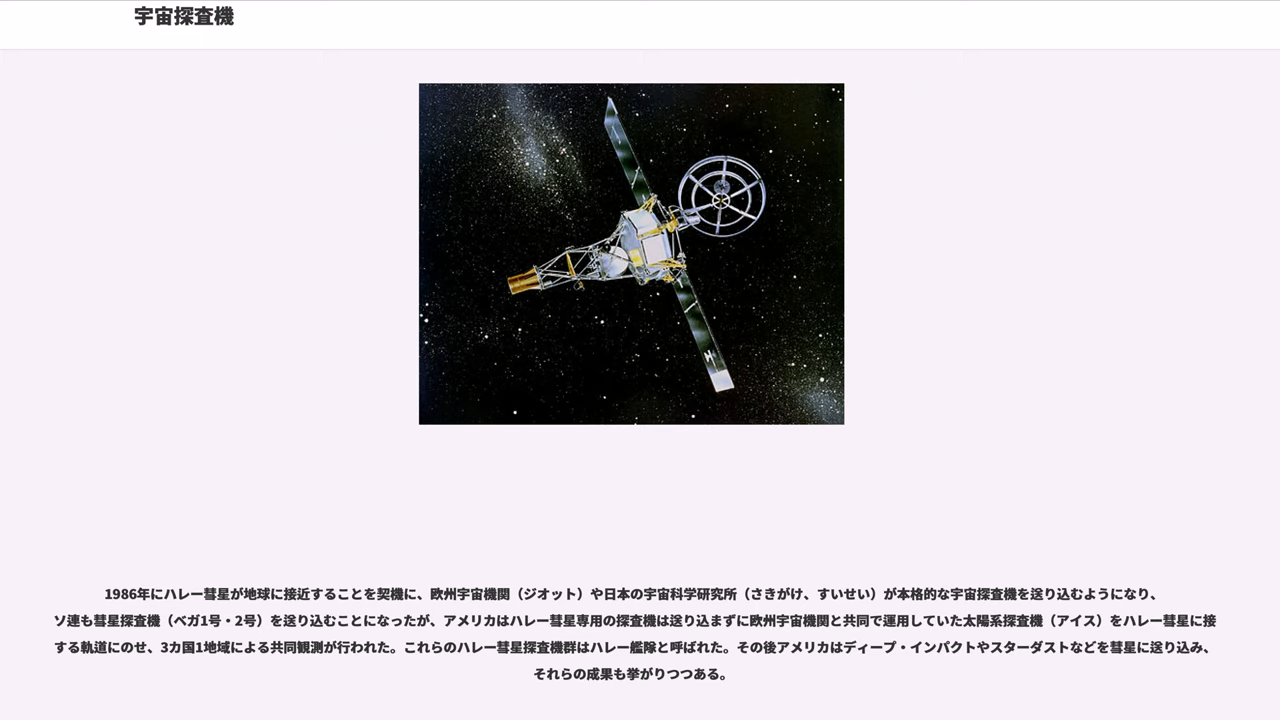 宇宙探査機
1986年にハレー彗星が地球に接近することを契機に、欧州宇宙機関（ジオット）や日本の宇宙科学研究所（さきがけ、すいせい）が本格的な宇宙探査機を送り込むようになり、
ソ連も彗星探査機（ベガ1号・2号）を送り込むことになったが、アメリカはハレー彗星専用の探査機は送り込まずに欧州宇宙機関と共同で運用していた太陽系探査機（アイス）をハレー彗星に接
する軌道にのせ、3カ国1地域による共同観測が行われた。これらのハレー彗星探査機群はハレー艦隊と呼ばれた。その後アメリカはディープ・インパクトやスターダストなどを彗星に送り込み、
それらの成果も挙がりつつある。